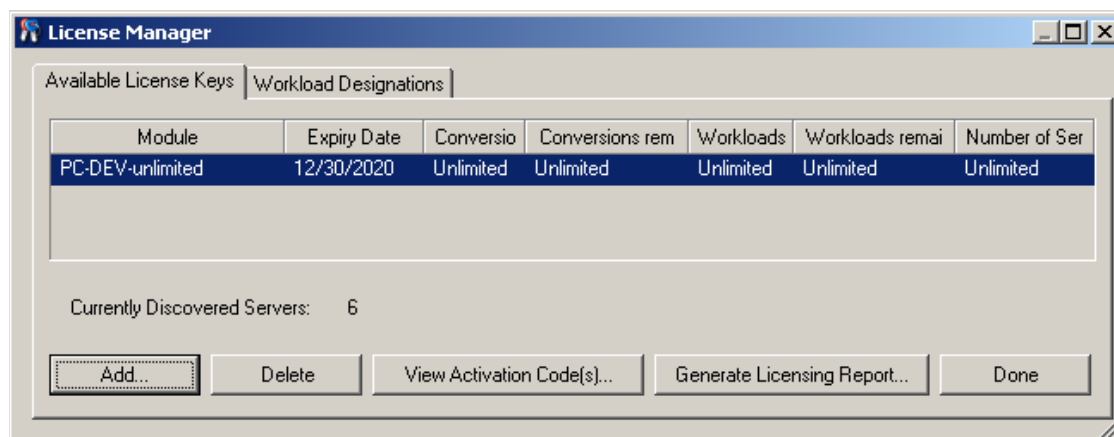 License Manager
Available License Keys Workload Designations
Module Expiry Date Conversio Conversions rem Workloads Workloads remai Number of Ser
PC-DEV-unlimited 12/30/2020 Unlimited Unlimited Unlimited Unlimited Unlimited
Currently Discovered Servers: 6
Add... Delete View Activation Code(s)... Generate Licensing Report... Done